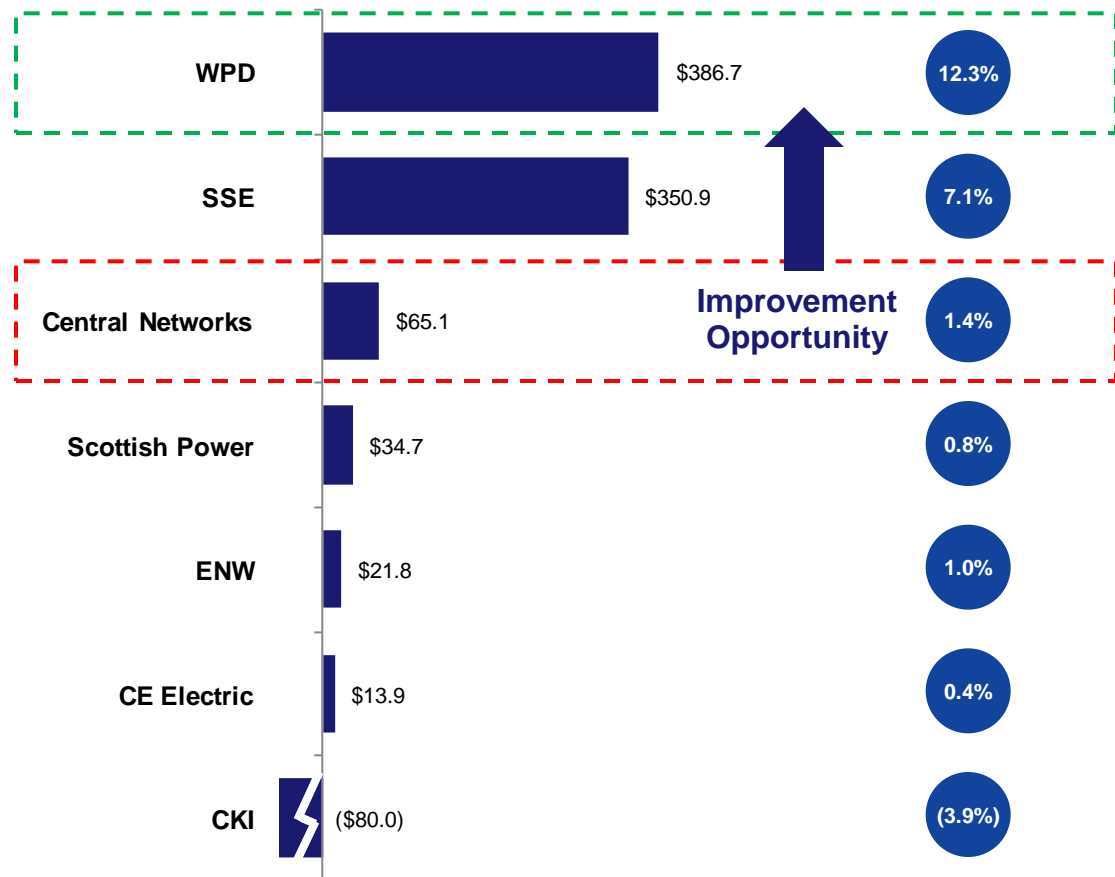 WPD
$386.7
12.3%
SSE
$350.9
7.1%
Central Networks
$65.1
Improvement
Opportunity
1.4%
Scottish Power
$34.7
0.8%
ENW
$21.8
1.0%
CE Electric
$13.9
0.4%
CKI
($80.0)
(3.9%)